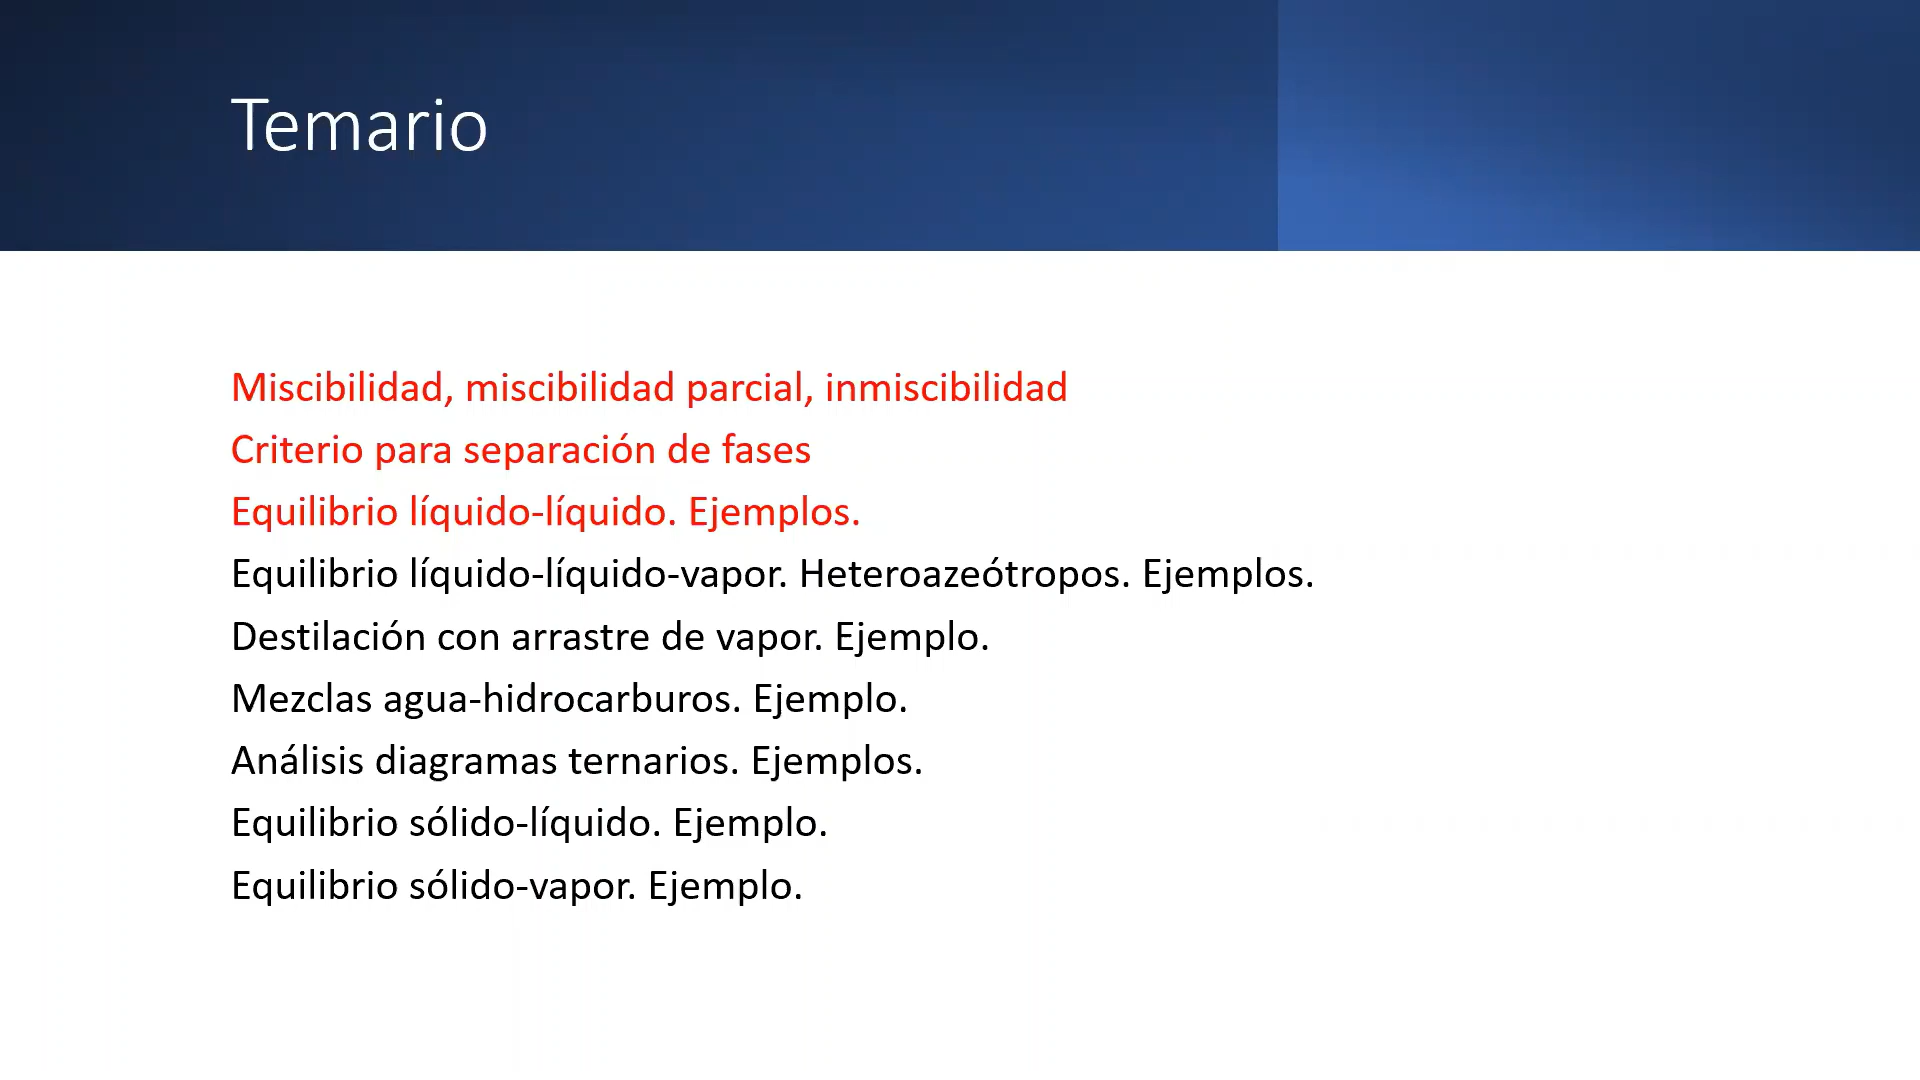 Temario
Miscibilidad, miscibilidad parcial, inmiscibilidad
Criterio para separación de fases
Equilibrio líquido-líquido. Ejemplos.
Equilibrio líquido-líquido-vapor. Heteroazeótropos. Ejemplos.
Destilación con arrastre de vapor. Ejemplo.
Mezclas agua-hidrocarburos. Ejemplo.
Análisis diagramas ternarios. Ejemplos.
Equilibrio sólido-líquido. Ejemplo.
Equilibrio sólido-vapor. Ejemplo.